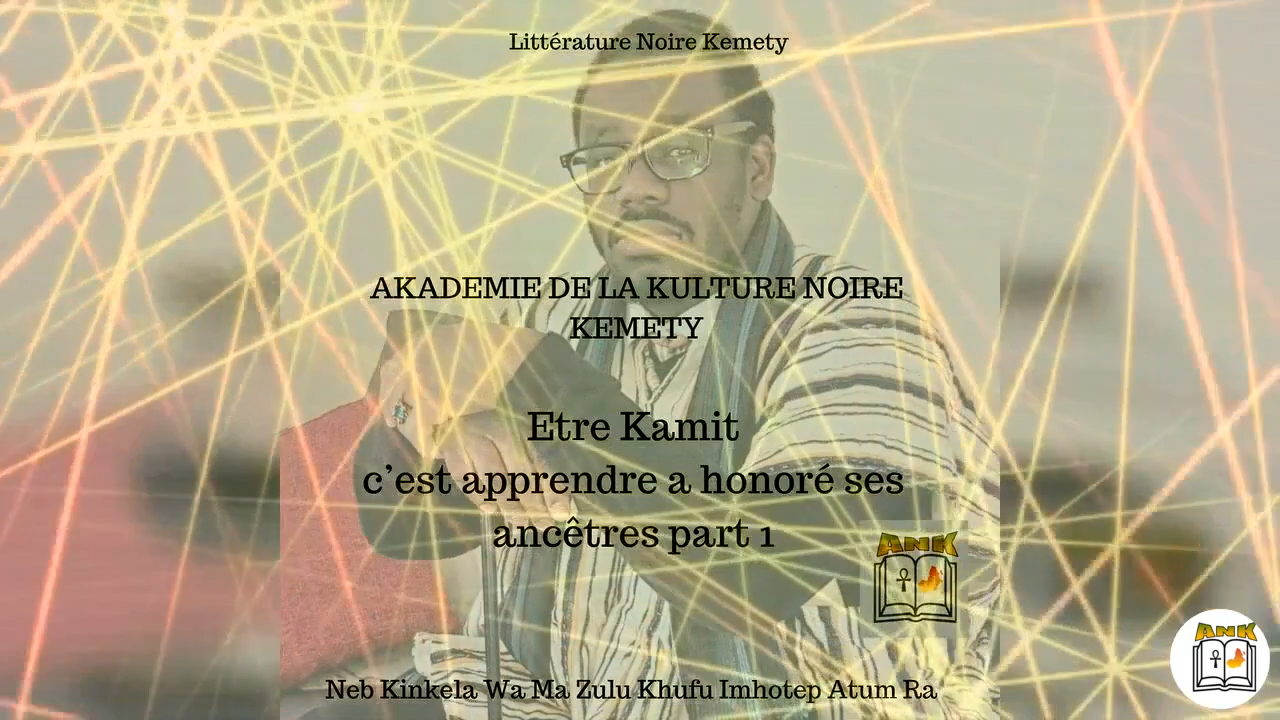 Littérature Noire Kemety
AKADEMIE DE LA KULTURE NOIRE
KEMETY
Etre Kamit
c’est apprendre a honoré ses
ancêtres part 1
ANK
ANK
Neb Kinkela Wa Ma Zulu Khufu Imhotep Atum Ra